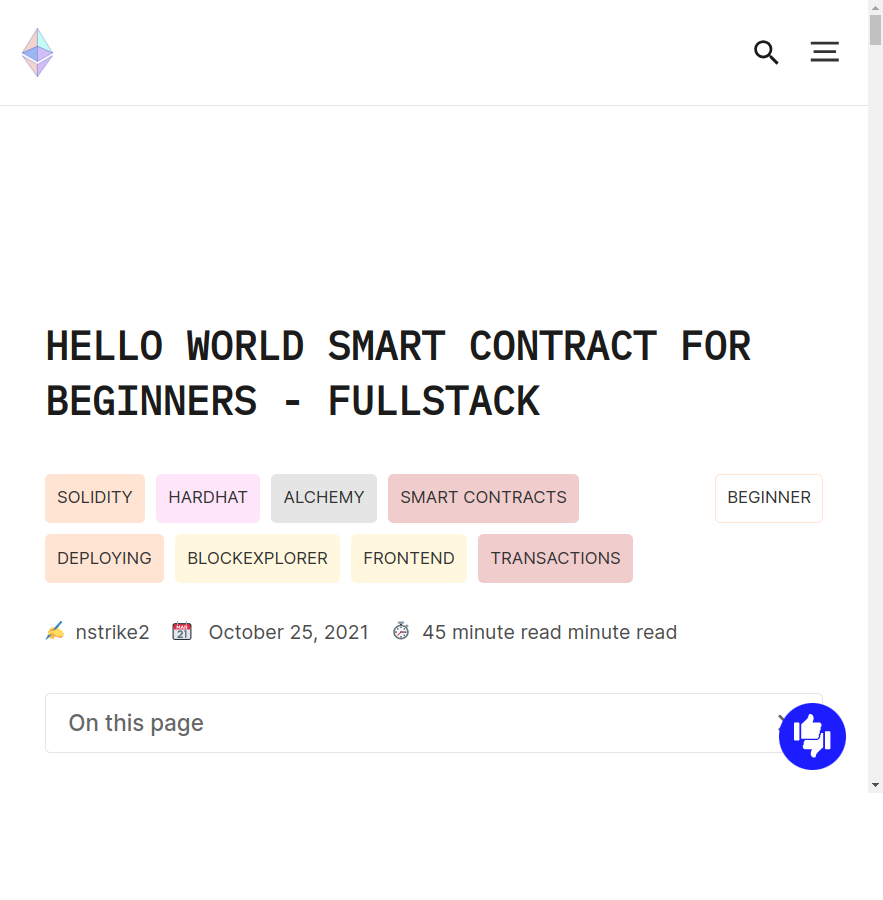 HELLO WORLD SMART CONTRACT FOR
BEGINNERS - FULLSTACK
SOLIDITY HARDHAT ALCHEMY SMART CONTRACTS BEGINNER
DEPLOYING BLOCKEXPLORER FRONTEND TRANSACTIONS
nstrike2 October 25, 2021 45 minute read minute read
On this page